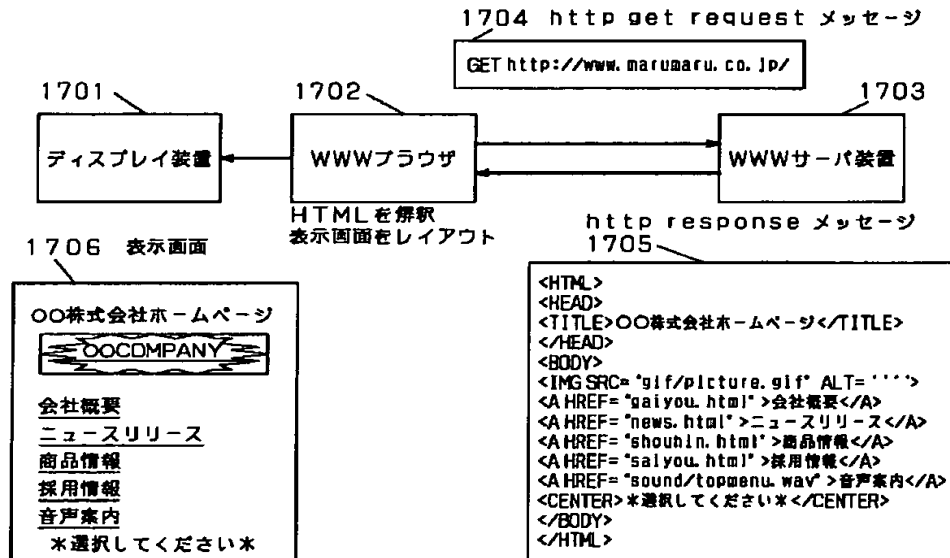 1704 http get request メッセージ
GET http://www.marumaru.co.jp/
1701
1702
1703
ディスプレイ装置
WWWブラウザ
WWWサーバ装置
HTMLを解釈
表示画面をレイアウト
http response メッセージ
1705
1706 表示画面
〇〇株式会社ホームページ
〇〇COMPANY
会社概要
ニュースリリース
商品情報
採用情報
音声案内
*選択してください*
<HTML>
<HEAD>
<TITLE>〇〇株式会社ホームページ</TITLE>
</HEAD>
<BODY>
<IMG SRC="gif/picture.gif" ALT=''''>
<A HREF="gaiyou.html">会社概要</A>
<A HREF="news.html">ニュースリリース</A>
<A HREF="shouhin.html">商品情報</A>
<A HREF="saiyou.html">採用情報</A>
<A HREF="sound/topmenu.wav">音声案内</A>
<CENTER>*選択してください*</CENTER>
</BODY>
</HTML>